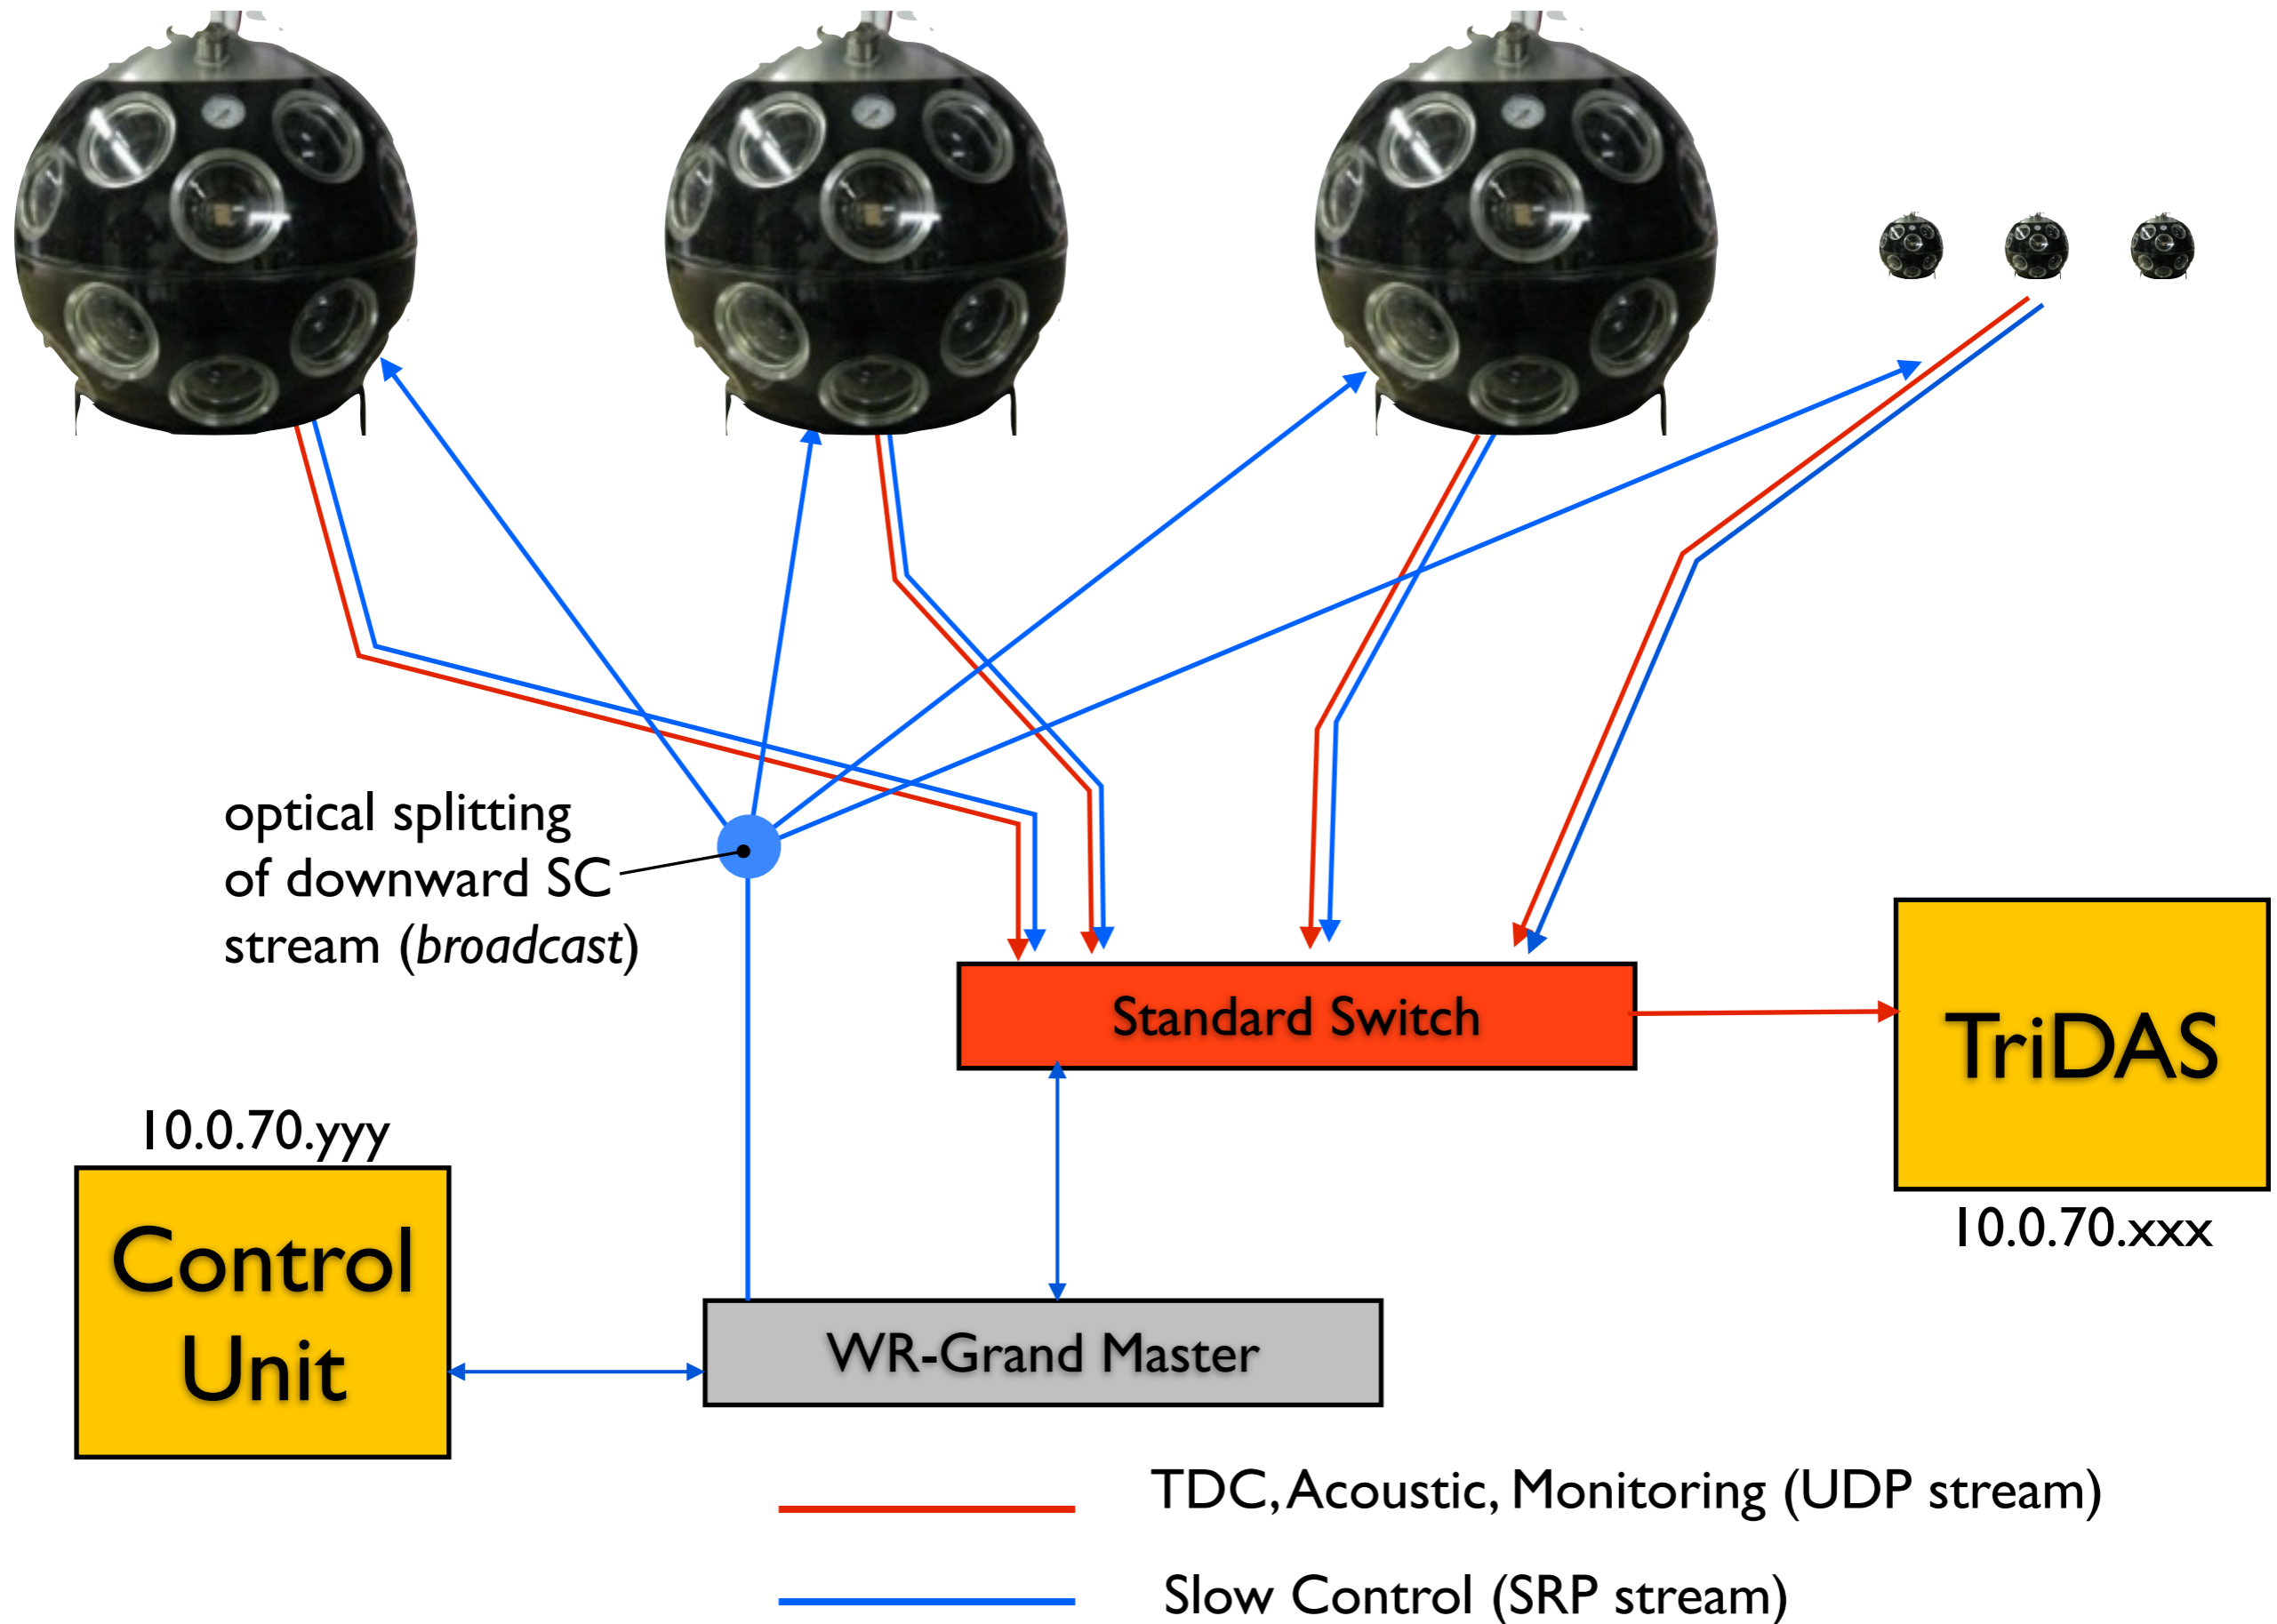 optical splitting
of downward SC
stream (broadcast)
Standard Switch
TriDAS
10.0.70.xxx
10.0.70.yyy
Control
Unit
WR-Grand Master
TDC, Acoustic, Monitoring (UDP stream)
Slow Control (SRP stream)